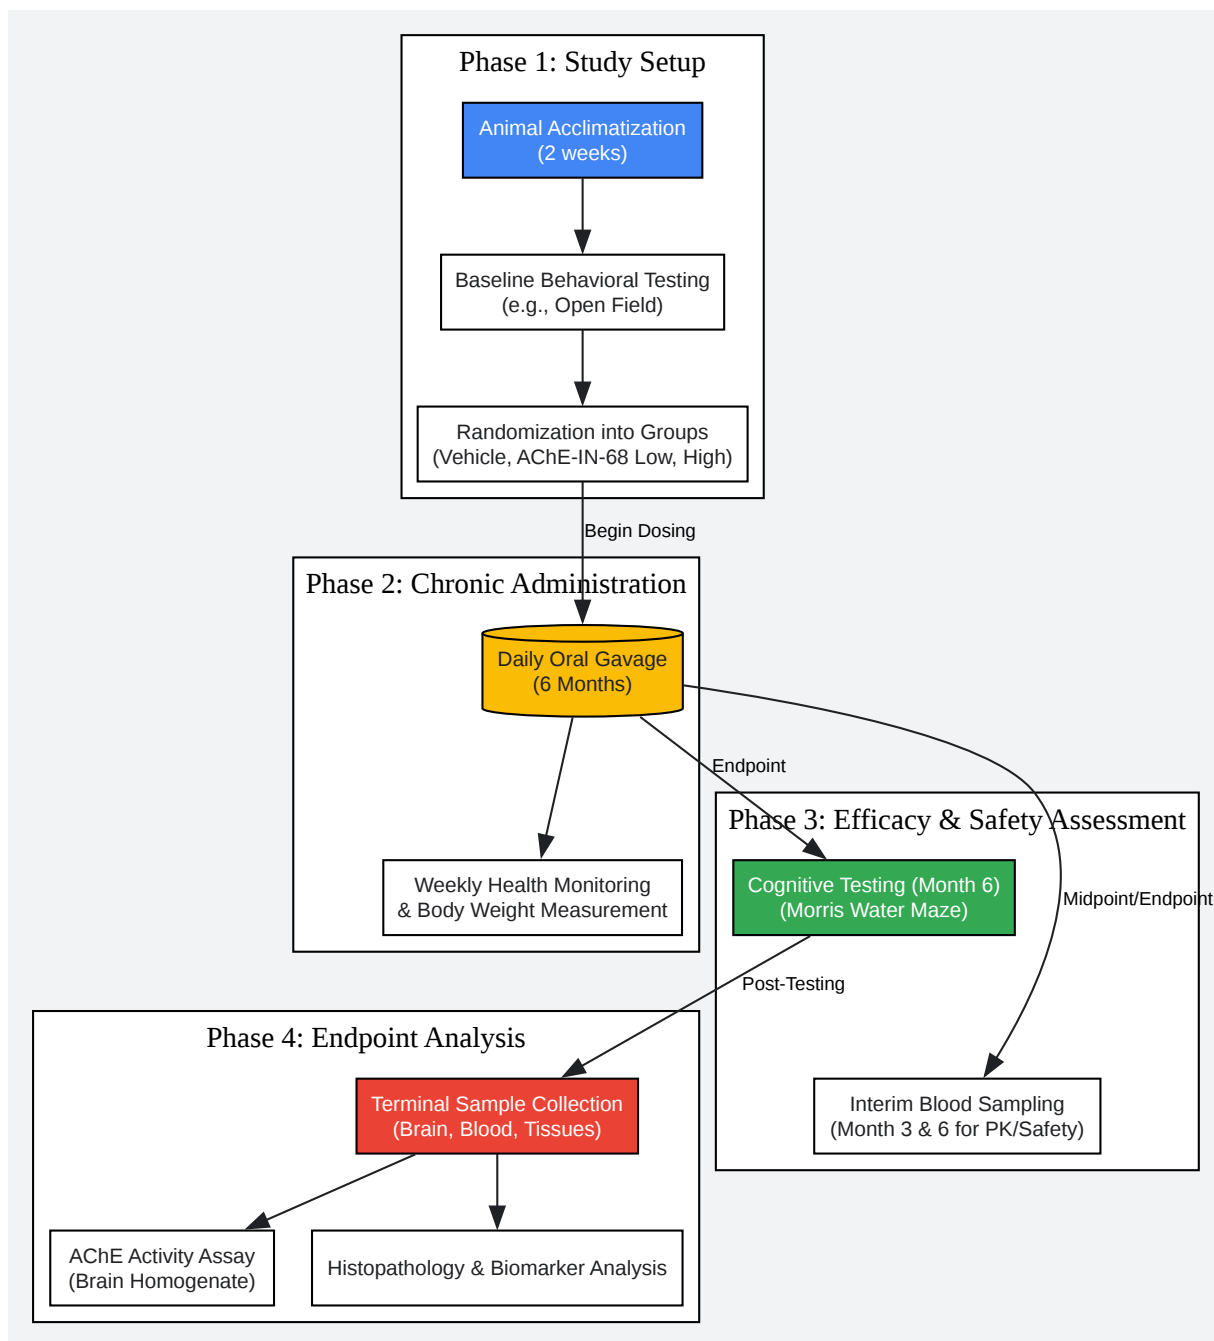 Phase 1: Study Setup
Animal Acclimatization
(2 weeks)
Baseline Behavioral Testing
(e.g., Open Field)
Randomization into Groups
(Vehicle, AChE-IN-68 Low, High)
Begin Dosing
Phase 2: Chronic Administration
Daily Oral Gavage
(6 Months)
Endpoint
Weekly Health Monitoring
& Body Weight Measurement
Phase 3: Efficacy & Safety Assessment
Cognitive Testing (Month 6)
(Morris Water Maze)
Midpoint/Endpoint
Post-Testing
Interim Blood Sampling
(Month 3 & 6 for PK/Safety)
Phase 4: Endpoint Analysis
Terminal Sample Collection
(Brain, Blood, Tissues)
AChE Activity Assay
(Brain Homogenate)
Histopathology & Biomarker Analysis